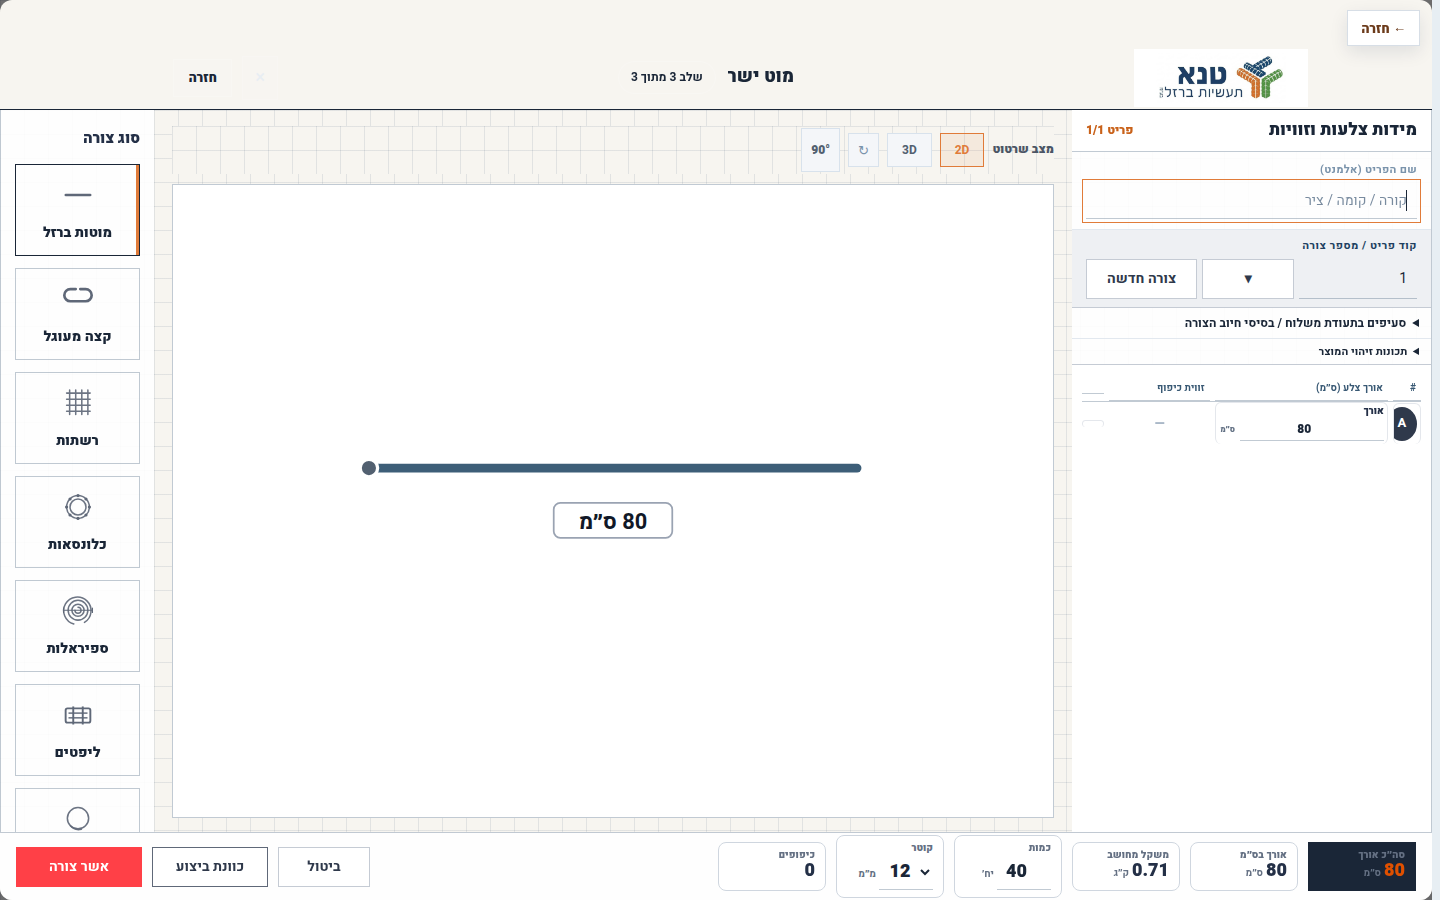 ← חזרה
טנא
תעשיות ברזל
מוט ישר
שלב 3 מתוך 3
×
חזרה
מידות צלעות וזוויות
פריט 1/1
שם הפריט (אלמנט)
קורה / קומה / ציר
קוד פריט / מספר צורה
1
▼
צורה חדשה
◀ סעיפים בתעודת משלוח / בסיסי חיוב הצורה
◀ תכונות זיהוי המוצר
#
אורך צלע (ס״מ)
זווית כיפוף
A
אורך
80
ס״מ
—
מצב שרטוט
2D
3D
↻
90°
80 ס״מ
סוג צורה
מוטות ברזל
קצה מעוגל
רשתות
כלונסאות
ספיראלות
ליפטים
סה״כ אורך
80 ס״מ
אורך בס״מ
80 ס״מ
משקל מחושב
0.71 ק״ג
כמות
40 יח׳
קוטר
12 מ״מ
כיפופים
0
ביטול
כוונת ביצוע
אשר צורה